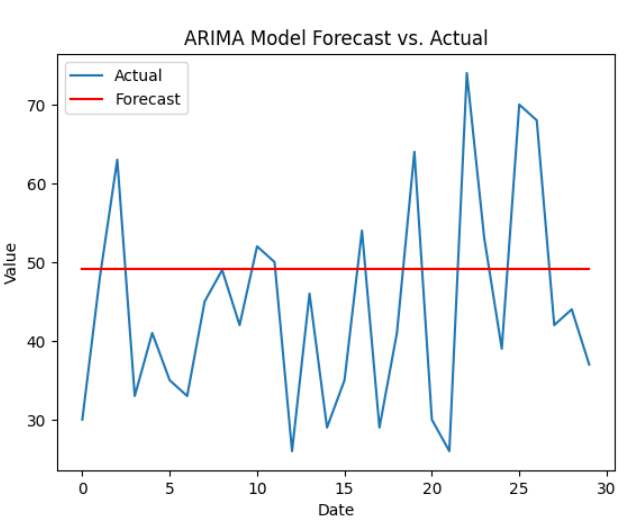 ARIMA Model Forecast vs. Actual
Actual
Forecast
70
60
50
40
30
Value
0 5 10 15 20 25 30
Date